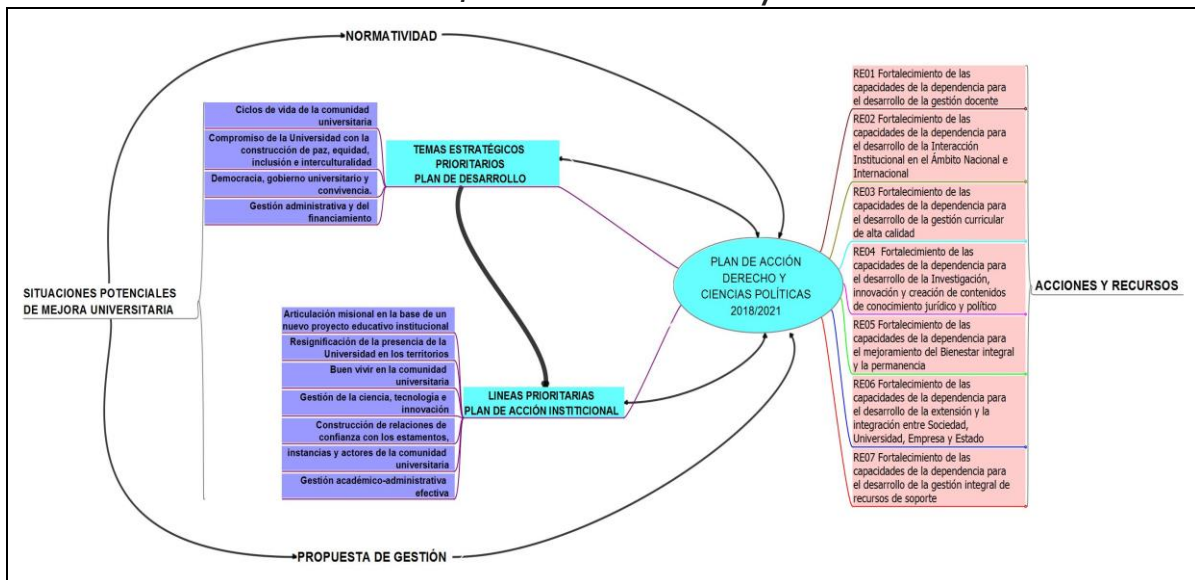 NORMATIVIDAD
Ciclos de vida de la comunidad
universitaria
Compromiso de la Universidad con la
construcción de paz, equidad,
inclusión e interculturalidad
Democracia, gobierno universitario y
convivencia.
Gestión administrativa y del
financiamiento
TEMAS ESTRATÉGICOS
PRIORITARIOS
PLAN DE DESARROLLO
SITUACIONES POTENCIALES
DE MEJORA UNIVERSITARIA
Articulación misional en la base de un
nuevo proyecto educativo institucional
Resignificación de la presencia de la
Universidad en los territorios
Buen vivir en la comunidad
universitaria
Gestión de la ciencia, tecnología e
innovación
Construcción de relaciones de
confianza con los estamentos,
instancias y actores de la comunidad
universitaria
Gestión académico-administrativa
efectiva
LINEAS PRIORITARIAS
PLAN DE ACCIÓN INSTITUCIONAL
PROPUESTA DE GESTIÓN
PLAN DE ACCIÓN
DERECHO Y
CIENCIAS POLÍTICAS
2018/2021
RE01 Fortalecimiento de las
capacidades de la dependencia para
el desarrollo de la gestión docente
RE02 Fortalecimiento de las
capacidades de la dependencia para
el desarrollo de la Interacción
Institucional en el Ámbito Nacional e
Internacional
RE03 Fortalecimiento de las
capacidades de la dependencia para
el desarrollo de la gestión curricular
de alta calidad
RE04 Fortalecimiento de las
capacidades de la dependencia para
el desarrollo de la Investigación,
innovación y creación de contenidos
de conocimiento jurídico y político
RE05 Fortalecimiento de las
capacidades de la dependencia para
el mejoramiento del Bienestar integral
y la permanencia
RE06 Fortalecimiento de las
capacidades de la dependencia para
el desarrollo de la extensión y la
integración entre Sociedad,
Universidad, Empresa y Estado
RE07 Fortalecimiento de las
capacidades de la dependencia para
el desarrollo de la gestión integral de
recursos de soporte
ACCIONES Y RECURSOS